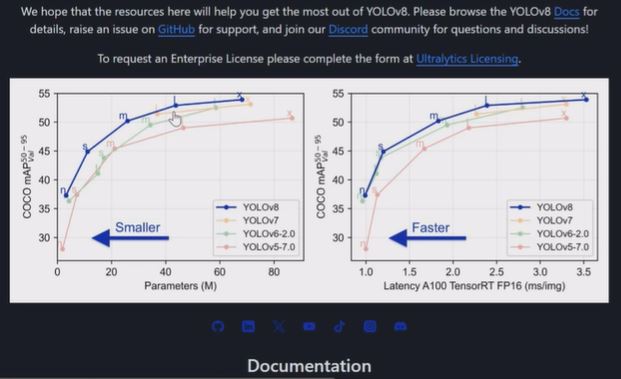 We hope that the resources here will help you get the most out of YOLOv8. Please browse the YOLOv8 Docs for
details, raise an issue on GitHub for support, and join our Discord community for questions and discussions!
To request an Enterprise License please complete the form at Ultralytics Licensing.
55
50
45
40
35
30
COCO mAP50-95 val
n
s
m
l
x
m
l
x
n
s
m
Smaller
YOLOv8
YOLOv7
YOLOv6-2.0
YOLOv5-7.0
0 20 40 60 80
Parameters (M)
55
50
45
40
35
30
COCO mAP50-95 val
n
s
m
l
x
n
s
m
l
x
n
s
m
l
x
Faster
YOLOv8
YOLOv7
YOLOv6-2.0
YOLOv5-7.0
1.0 1.5 2.0 2.5 3.0 3.5
Latency A100 TensorRT FP16 (ms/img)
Documentation